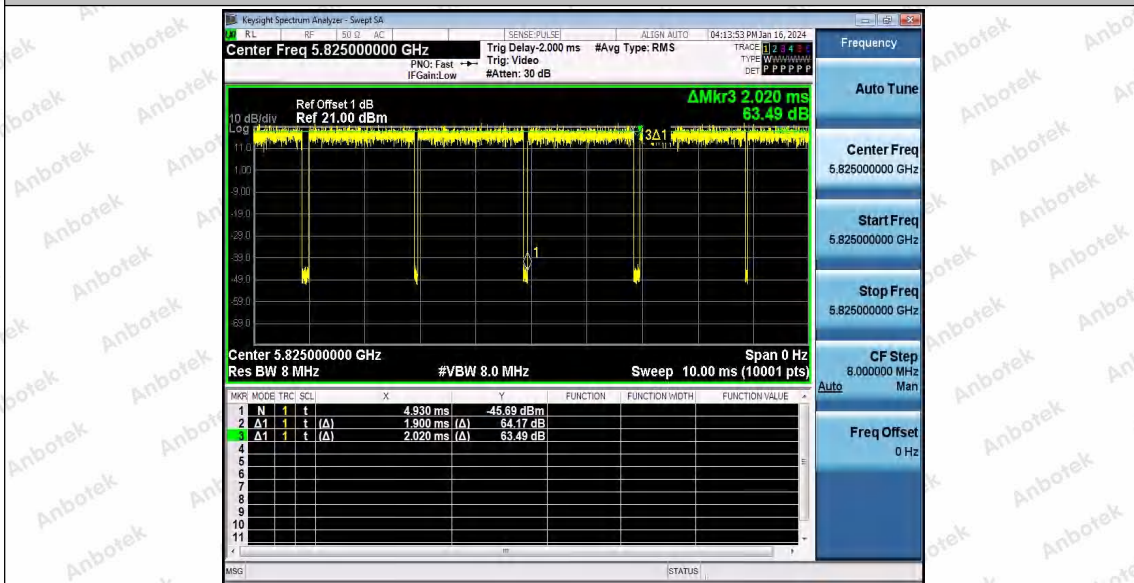 Keysight Spectrum Analyzer - Swept SA
RL RF 50 Ω AC SENSE:PULSE ALIGN AUTO 04:13:53 PM Jan 16, 2024
Center Freq 5.825000000 GHz
PNO: Fast
IFGain:Low
Trig Delay-2.000 ms
Trig: Video
#Atten: 30 dB
#Avg Type: RMS
TRACE 1 2 3 4 5 6
TYPE WWWWWW
DET P P P P P P
ΔMkr3 2.020 ms
63.49 dB
Ref Offset 1 dB
10 dB/div Ref 21.00 dBm
Log
11.0
1.00
-9.00
-19.0
-29.0
-39.0
-49.0
-59.0
-69.0
3Δ1
1
Center 5.825000000 GHz Span 0 Hz
Res BW 8 MHz #VBW 8.0 MHz Sweep 10.00 ms (10001 pts)
MKR MODE TRC SCL X Y FUNCTION FUNCTION WIDTH FUNCTION VALUE
1 N 1 t 4.930 ms -45.69 dBm
2 Δ1 1 t (Δ) 1.900 ms (Δ) 64.17 dB
3 Δ1 1 t (Δ) 2.020 ms (Δ) 63.49 dB
4
5
6
7
8
9
10
11
MSG STATUS
Frequency
Auto Tune
Center Freq
5.825000000 GHz
Start Freq
5.825000000 GHz
Stop Freq
5.825000000 GHz
CF Step
8.000000 MHz
Auto Man
Freq Offset
0 Hz
Anbotek